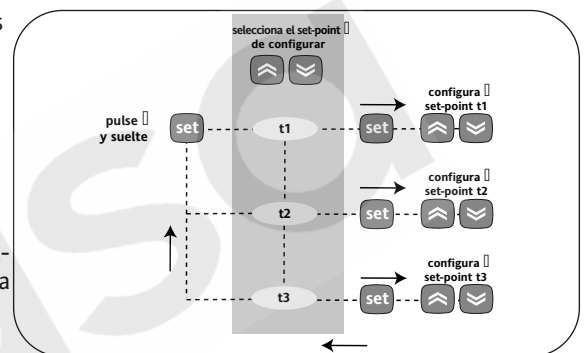 s
selecciona el set-point
de configurar
pulse
y suelte
set
t1
set
configura
set-point t1
t2
set
configura
set-point t2
-
a
t3
set
configura
set-point t3